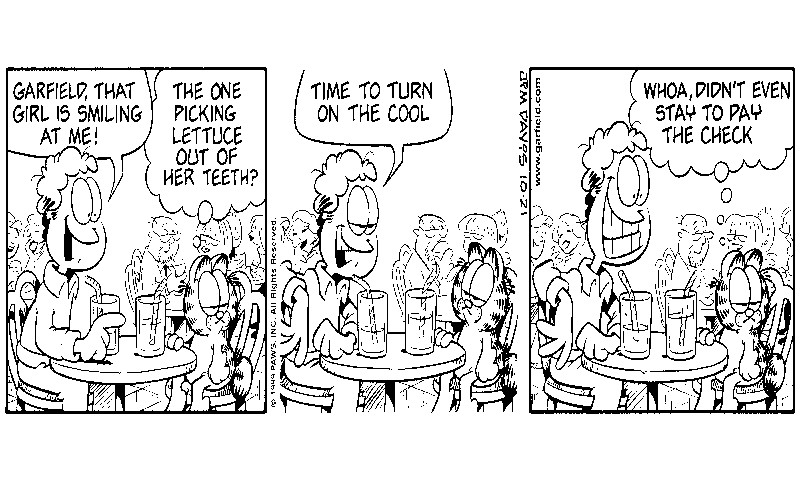 GARFIELD, THAT
GIRL IS SMILING
AT ME!
THE ONE
PICKING
LETTUCE
OUT OF
HER TEETH?
© 1999 PAWS, INC. All Rights Reserved.
TIME TO TURN
ON THE COOL
JIM DAVIS 10-21
www.garfield.com
WHOA, DIDN'T EVEN
STAY TO PAY
THE CHECK